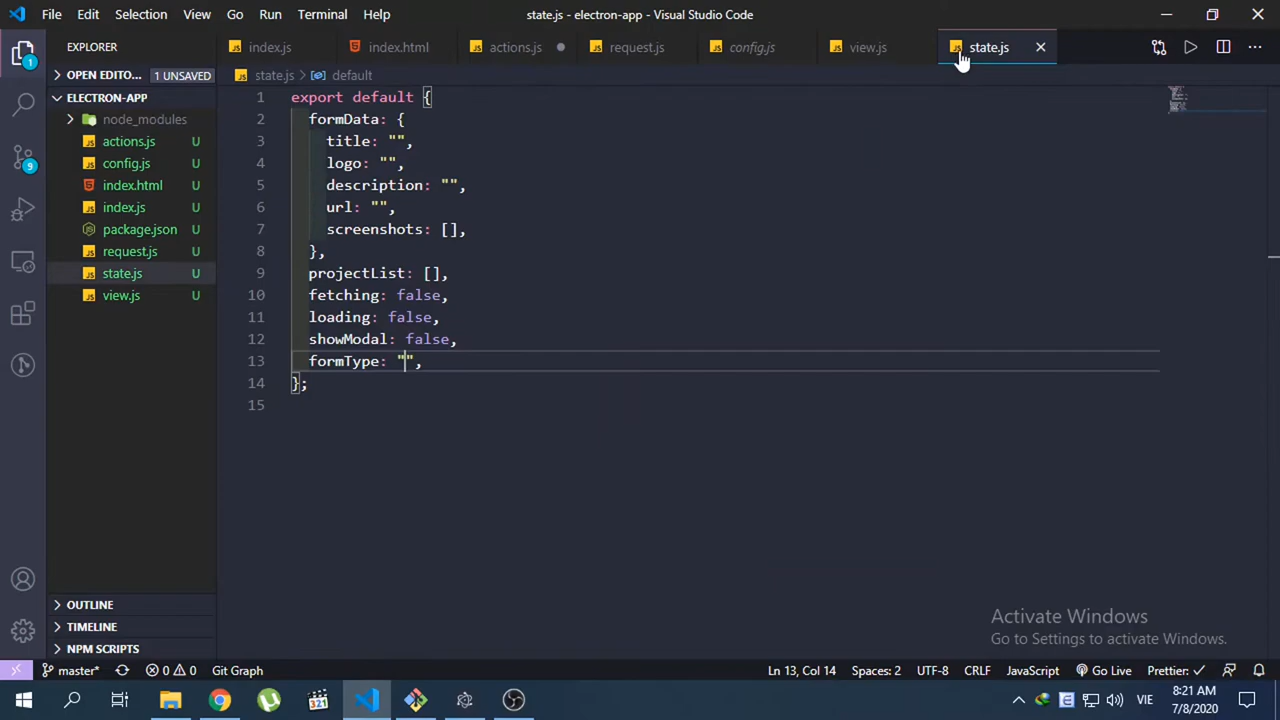 File Edit Selection View Go Run Terminal Help state.js - electron-app - Visual Studio Code
EXPLORER
index.js index.html actions.js request.js config.js view.js state.js
OPEN EDITO... 1 UNSAVED
state.js default
ELECTRON-APP
node_modules
actions.js U
config.js U
index.html U
index.js U
package.json U
request.js U
state.js U
view.js U
1
9
1 export default {
2 formData: {
3 title: "",
4 logo: "",
5 description: "",
6 url: "",
7 screenshots: [],
8 },
9 projectList: [],
10 fetching: false,
11 loading: false,
12 showModal: false,
13 formType: "",
14 };
15
OUTLINE
TIMELINE
NPM SCRIPTS
Activate Windows
Go to Settings to activate Windows.
master* 0 0 Git Graph Ln 13, Col 14 Spaces: 2 UTF-8 CRLF JavaScript Go Live Prettier: ✓
VIE
8:21 AM
7/8/2020